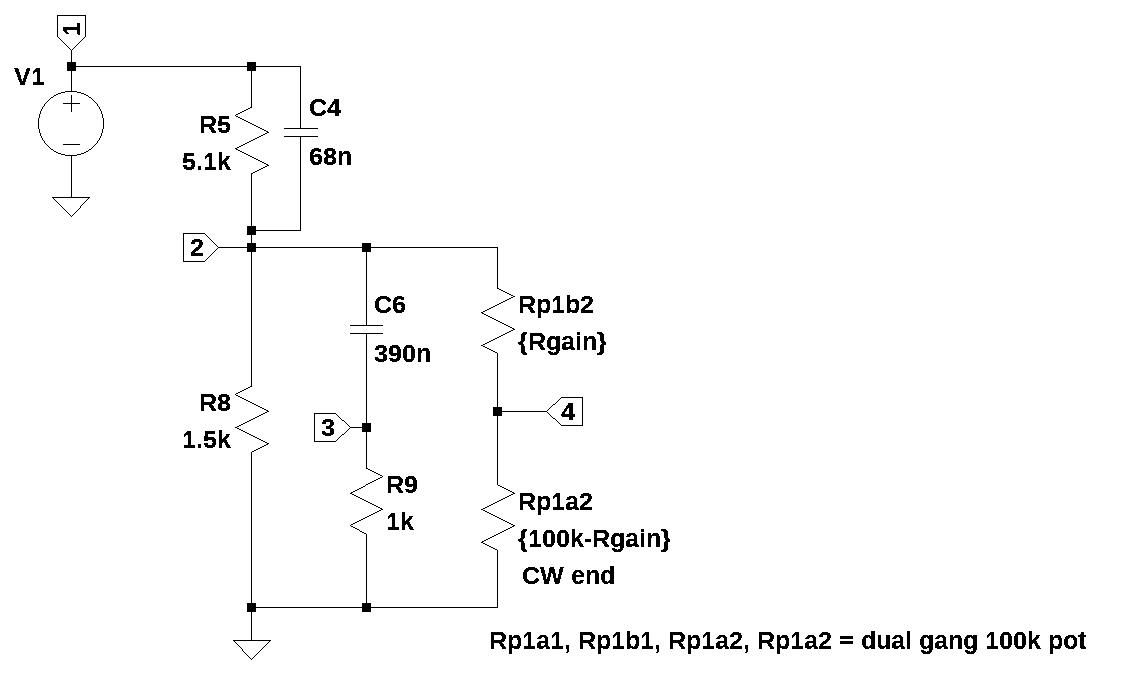 1
V1
R5
5.1k
C4
68n
2
C6
390n
Rp1b2
{Rgain}
R8
1.5k
3
4
R9
1k
Rp1a2
{100k-Rgain}
CW end
Rp1a1, Rp1b1, Rp1a2, Rp1a2 = dual gang 100k pot